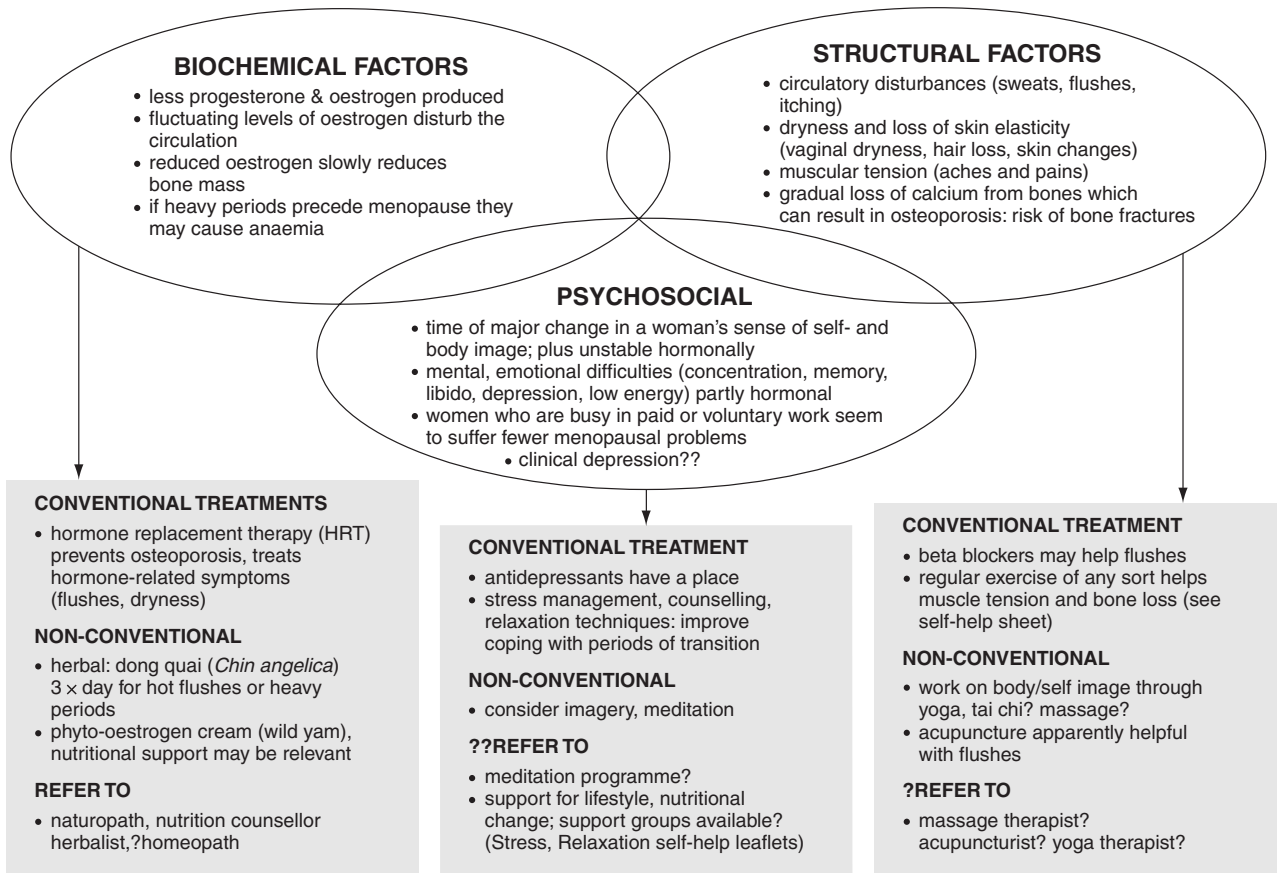 BIOCHEMICAL FACTORS
• less progesterone & oestrogen produced
• fluctuating levels of oestrogen disturb the
circulation
• reduced oestrogen slowly reduces
bone mass
• if heavy periods precede menopause they
may cause anaemia
STRUCTURAL FACTORS
• circulatory disturbances (sweats, flushes,
itching)
• dryness and loss of skin elasticity
(vaginal dryness, hair loss, skin changes)
• muscular tension (aches and pains)
• gradual loss of calcium from bones which
can result in osteoporosis: risk of bone fractures
PSYCHOSOCIAL
• time of major change in a woman's sense of self- and
body image; plus unstable hormonally
• mental, emotional difficulties (concentration, memory,
libido, depression, low energy) partly hormonal
• women who are busy in paid or voluntary work seem
to suffer fewer menopausal problems
• clinical depression??
CONVENTIONAL TREATMENTS
• hormone replacement therapy (HRT)
prevents osteoporosis, treats
hormone-related symptoms
(flushes, dryness)
NON-CONVENTIONAL
• herbal: dong quai (Chin angelica)
3 × day for hot flushes or heavy
periods
• phyto-oestrogen cream (wild yam),
nutritional support may be relevant
REFER TO
• naturopath, nutrition counsellor
herbalist,?homeopath
CONVENTIONAL TREATMENT
• antidepressants have a place
• stress management, counselling,
relaxation techniques: improve
coping with periods of transition
NON-CONVENTIONAL
• consider imagery, meditation
??REFER TO
• meditation programme?
• support for lifestyle, nutritional
change; support groups available?
(Stress, Relaxation self-help leaflets)
CONVENTIONAL TREATMENT
• beta blockers may help flushes
• regular exercise of any sort helps
muscle tension and bone loss (see
self-help sheet)
NON-CONVENTIONAL
• work on body/self image through
yoga, tai chi? massage?
• acupuncture apparently helpful
with flushes
?REFER TO
• massage therapist?
acupuncturist? yoga therapist?